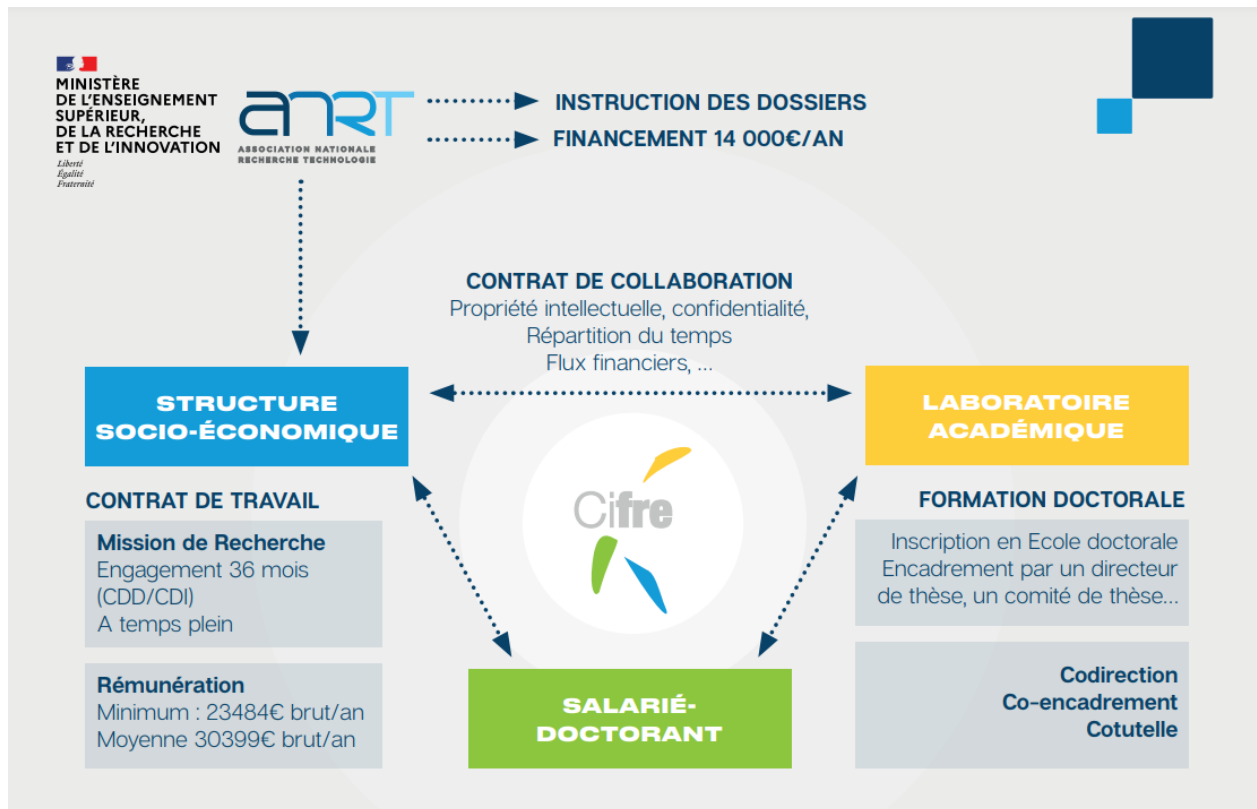 MINISTÈRE
DE L'ENSEIGNEMENT
SUPÉRIEUR,
DE LA RECHERCHE
ET DE L'INNOVATION
Liberté
Égalité
Fraternité
ANRT
ASSOCIATION NATIONALE
RECHERCHE TECHNOLOGIE
INSTRUCTION DES DOSSIERS
FINANCEMENT 14 000€/AN
CONTRAT DE COLLABORATION
Propriété intellectuelle, confidentialité,
Répartition du temps
Flux financiers, ...
STRUCTURE
SOCIO-ÉCONOMIQUE
LABORATOIRE
ACADÉMIQUE
Cifre
CONTRAT DE TRAVAIL
Mission de Recherche
Engagement 36 mois
(CDD/CDI)
A temps plein
Rémunération
Minimum : 23484€ brut/an
Moyenne 30399€ brut/an
FORMATION DOCTORALE
Inscription en Ecole doctorale
Encadrement par un directeur
de thèse, un comité de thèse...
Codirection
Co-encadrement
Cotutelle
SALARIÉ-
DOCTORANT